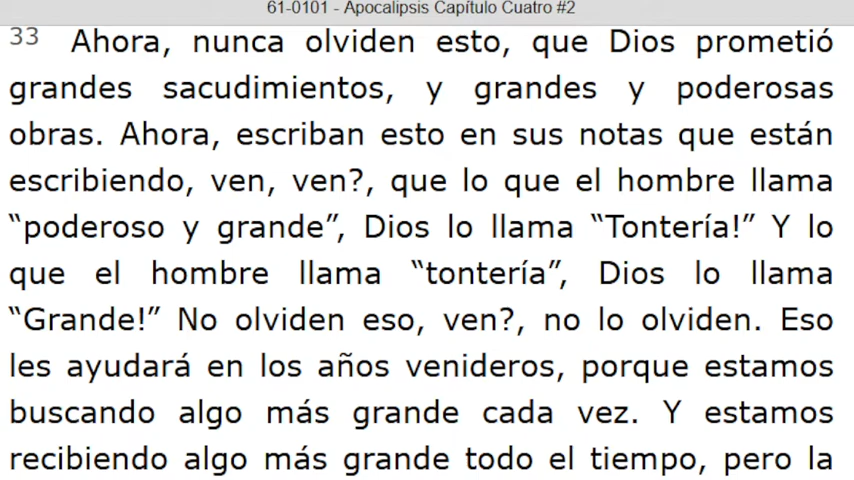 61-0101 - Apocalipsis Capítulo Cuatro #2
33 Ahora, nunca olviden esto, que Dios prometió
grandes sacudimientos, y grandes y poderosas
obras. Ahora, escriban esto en sus notas que están
escribiendo, ven, ven?, que lo que el hombre llama
“poderoso y grande”, Dios lo llama “Tontería!” Y lo
que el hombre llama “tontería”, Dios lo llama
“Grande!” No olviden eso, ven?, no lo olviden. Eso
les ayudará en los años venideros, porque estamos
buscando algo más grande cada vez. Y estamos
recibiendo algo más grande todo el tiempo, pero la